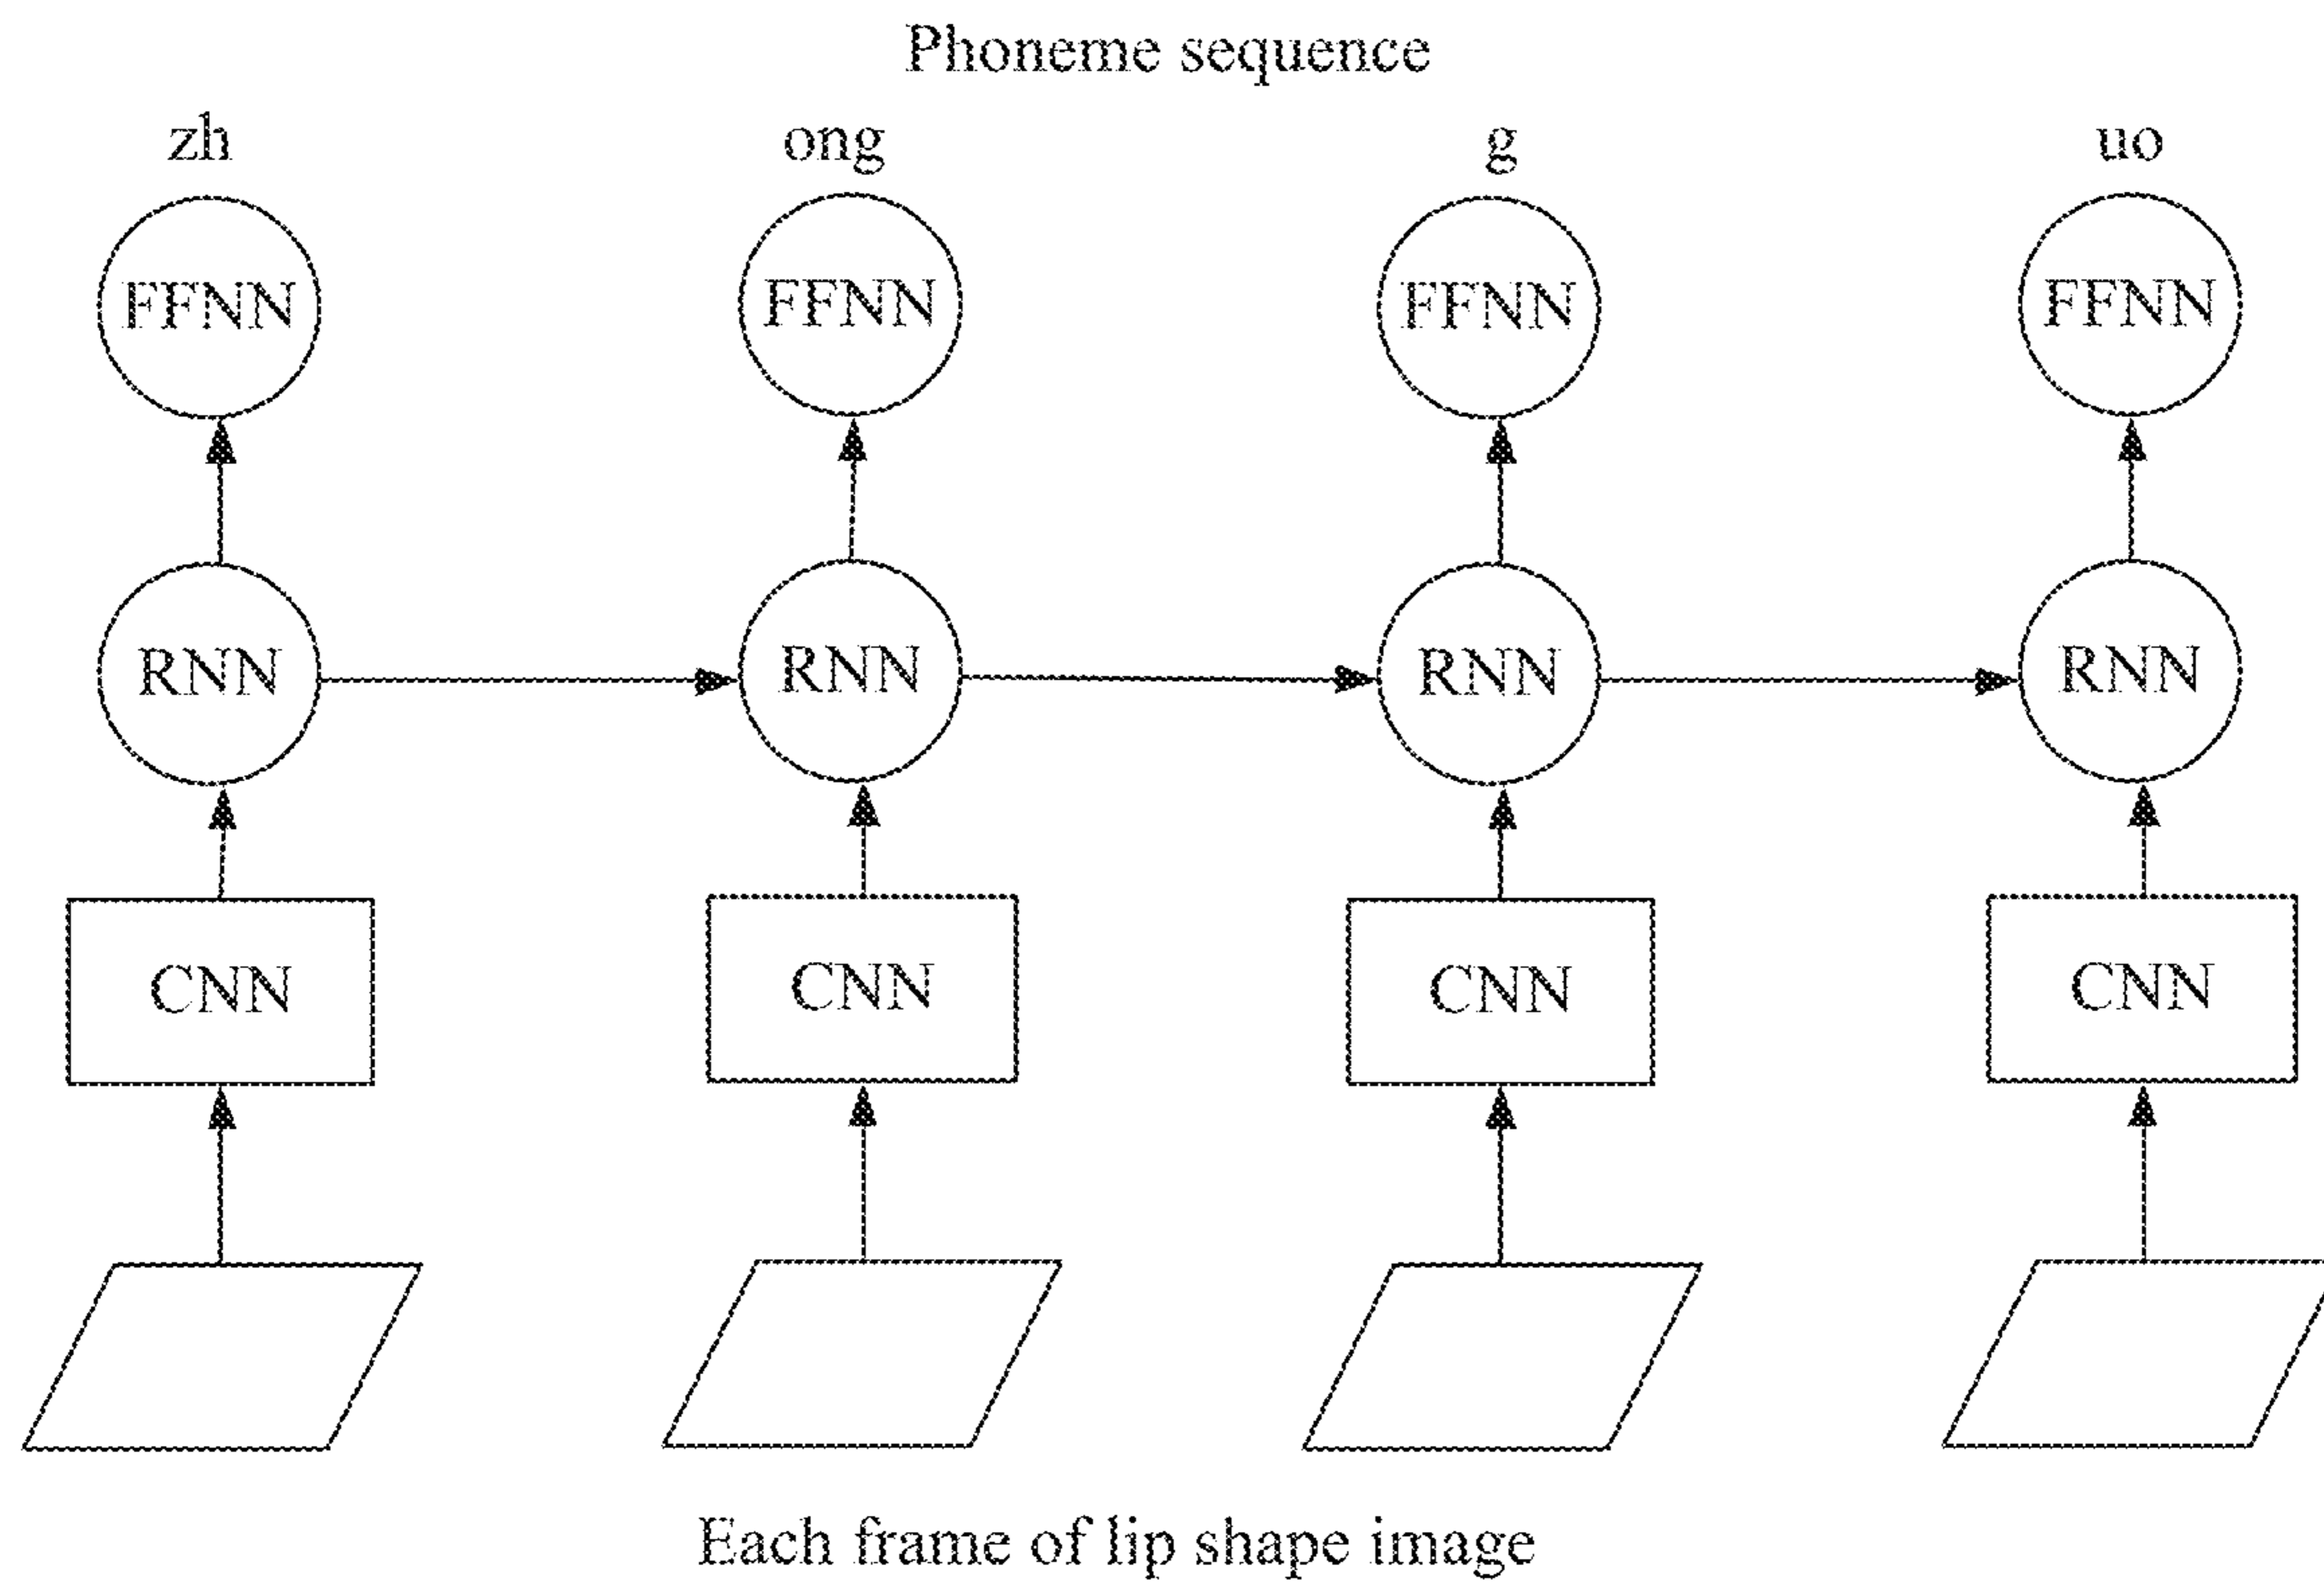 Phoneme sequence
zh ong g uo
FFNN FFNN FFNN FFNN
RNN RNN RNN RNN
CNN CNN CNN CNN
Each frame of lip shape image